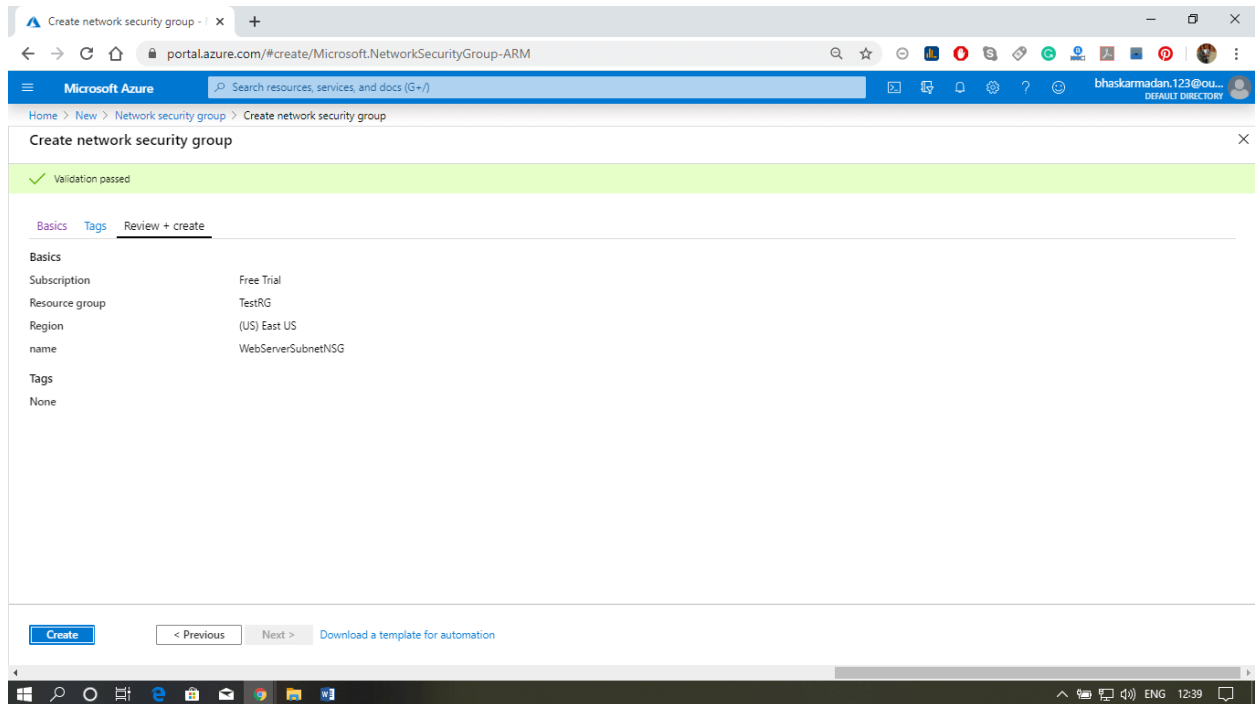 Create network security group -
portal.azure.com/#create/Microsoft.NetworkSecurityGroup-ARM
Microsoft Azure
Search resources, services, and docs (G+/)
bhaskarmadan.123@ou...
DEFAULT DIRECTORY
Home > New > Network security group > Create network security group
Create network security group
Validation passed
Basics Tags Review + create
Basics
Subscription Free Trial
Resource group TestRG
Region (US) East US
name WebServerSubnetNSG
Tags
None
Create < Previous Next > Download a template for automation
ENG 12:39